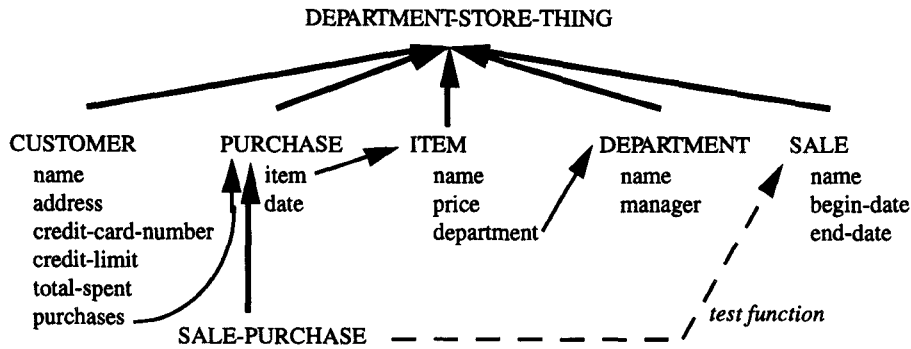 DEPARTMENT-STORE-THING
CUSTOMER
name
address
credit-card-number
credit-limit
total-spent
purchases
PURCHASE
item
date
ITEM
name
price
department
DEPARTMENT
name
manager
SALE
name
begin-date
end-date
SALE-PURCHASE
test function